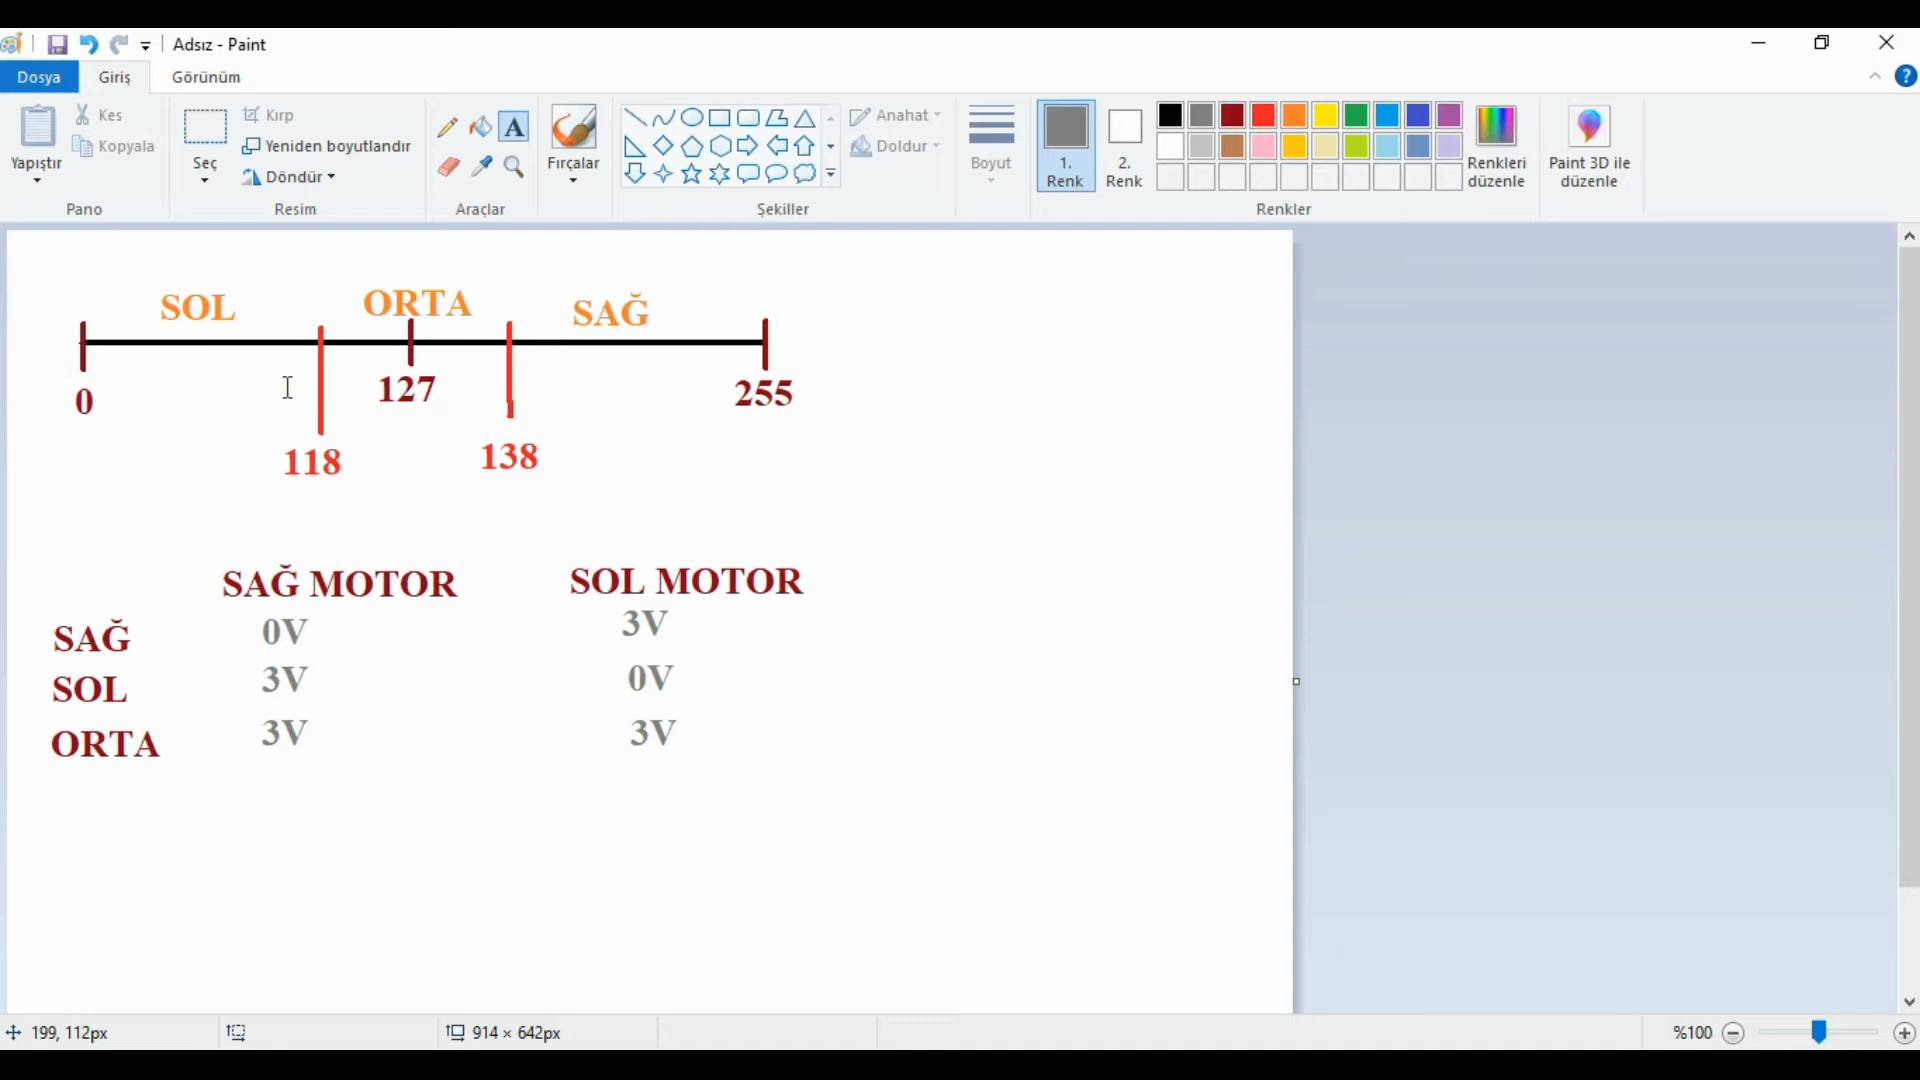 Adsız - Paint
Dosya Giriş Görünüm
Yapıştır
Kes
Kopyala
Pano
Seç
Kırp
Yeniden boyutlandır
Döndür
Resim
A
Araçlar
Fırçalar
Şekiller
Anahat
Doldur
Boyut
1. Renk
2. Renk
Renkler
Renkleri düzenle
Paint 3D ile düzenle
SOL ORTA SAĞ
0 127 255
118 138
SAĞ MOTOR SOL MOTOR
SAĞ 0V 3V
SOL 3V 0V
ORTA 3V 3V
199, 112px 914 × 642px %100